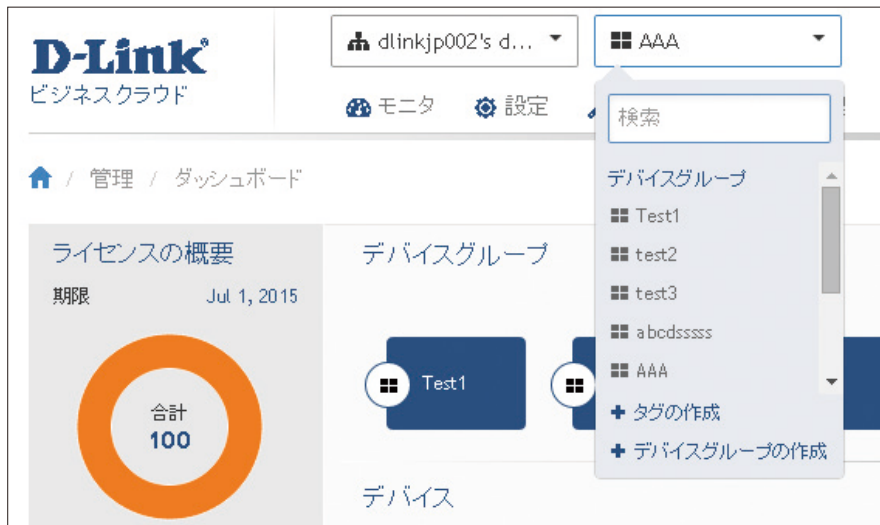 D-Link
ビジネスクラウド
dlinkjp002's d...
AAA
モニタ
設定
検索
/ 管理 / ダッシュボード
デバイスグループ
Test1
test2
test3
abcdsssss
AAA
+ タグの作成
+ デバイスグループの作成
ライセンスの概要
期限 Jul 1, 2015
合計
100
デバイスグループ
Test1
デバイス